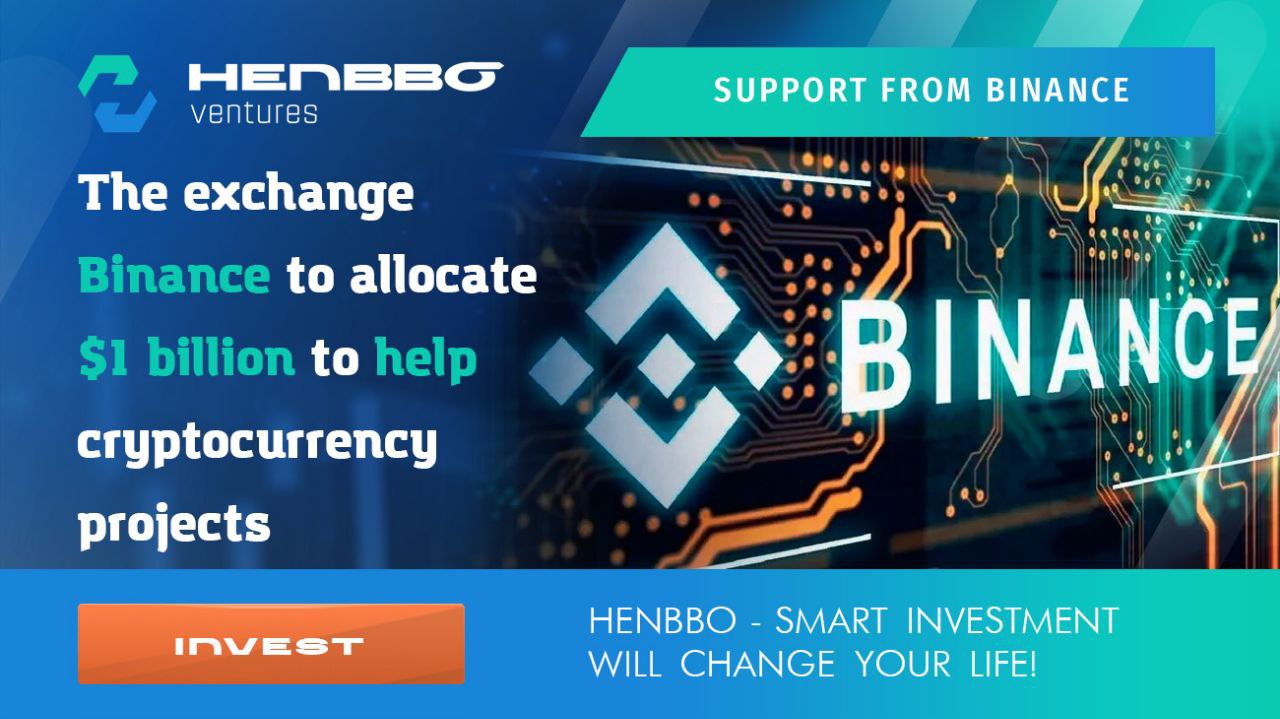 HENBBO
ventures
SUPPORT FROM BINANCE
The exchange
Binance to allocate
$1 billion to help
cryptocurrency
projects
BINANCE
INVEST
HENBBO - SMART INVESTMENT
WILL CHANGE YOUR LIFE!